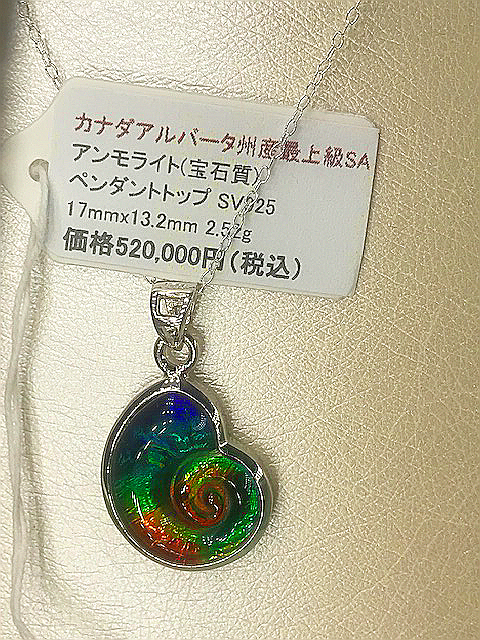 カナダアルバータ州産最上級SA
アンモライト(宝石質)
ペンダントトップ SV925
17mmx13.2mm 2.52g
価格520,000円(税込)